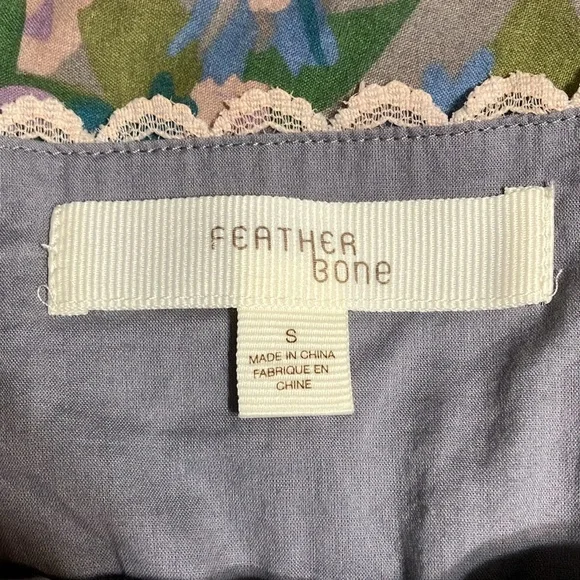 FEATHER
Bone
S
MADE IN CHINA
FABRIQUE EN
CHINE